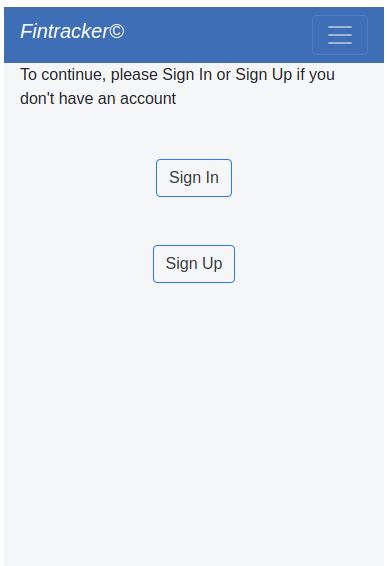 Fintracker©
To continue, please Sign In or Sign Up if you
don't have an account
Sign In
Sign Up